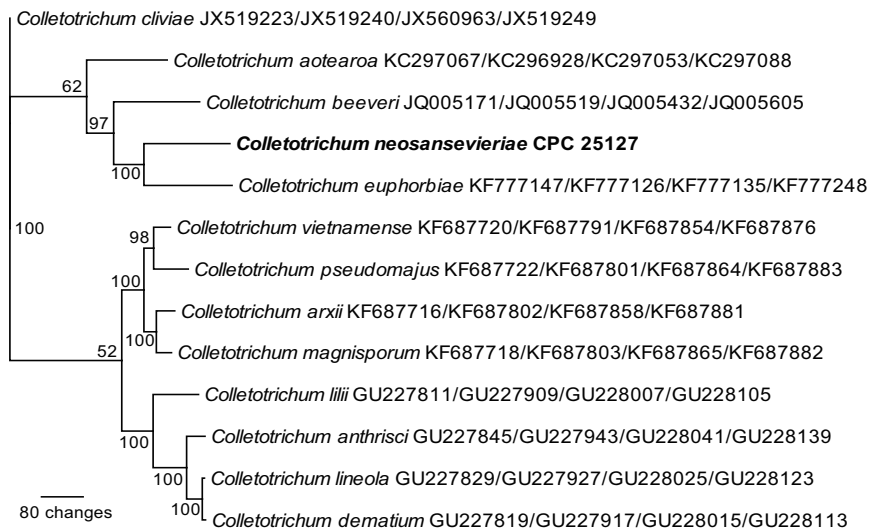 Colletotrichum cliviae JX519223/JX519240/JX560963/JX519249
Colletotrichum aotearoa KC297067/KC296928/KC297053/KC297088
62
Colletotrichum beeveri JQ005171/JQ005519/JQ005432/JQ005605
97
Colletotrichum neosansevieriae CPC 25127
100
Colletotrichum euphorbiae KF777147/KF777126/KF777135/KF777248
100
Colletotrichum vietnamense KF687720/KF687791/KF687854/KF687876
98
Colletotrichum pseudomajus KF687722/KF687801/KF687864/KF687883
100
Colletotrichum arxii KF687716/KF687802/KF687858/KF687881
100
52
Colletotrichum magnisporum KF687718/KF687803/KF687865/KF687882
Colletotrichum lilii GU227811/GU227909/GU228007/GU228105
100
Colletotrichum anthrisci GU227845/GU227943/GU228041/GU228139
100
Colletotrichum lineola GU227829/GU227927/GU228025/GU228123
100
Colletotrichum dematium GU227819/GU227917/GU228015/GU228113
80 changes